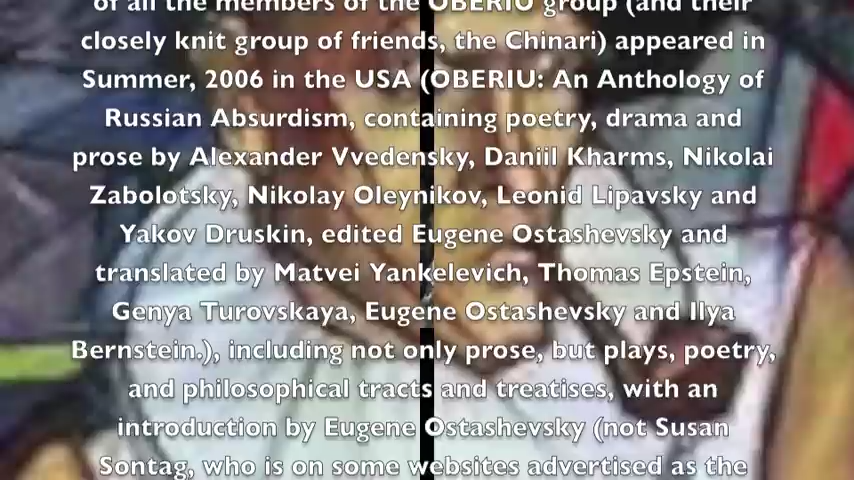 of all the members of the OBERIU group (and their
closely knit group of friends, the Chinari) appeared in
Summer, 2006 in the USA (OBERIU: An Anthology of
Russian Absurdism, containing poetry, drama and
prose by Alexander Vvedensky, Daniil Kharms, Nikolai
Zabolotsky, Nikolay Oleynikov, Leonid Lipavsky and
Yakov Druskin, edited Eugene Ostashevsky and
translated by Matvei Yankelevich, Thomas Epstein,
Genya Turovskaya, Eugene Ostashevsky and Ilya
Bernstein.), including not only prose, but plays, poetry,
and philosophical tracts and treatises, with an
introduction by Eugene Ostashevsky (not Susan
Sontag, who is on some websites advertised as the